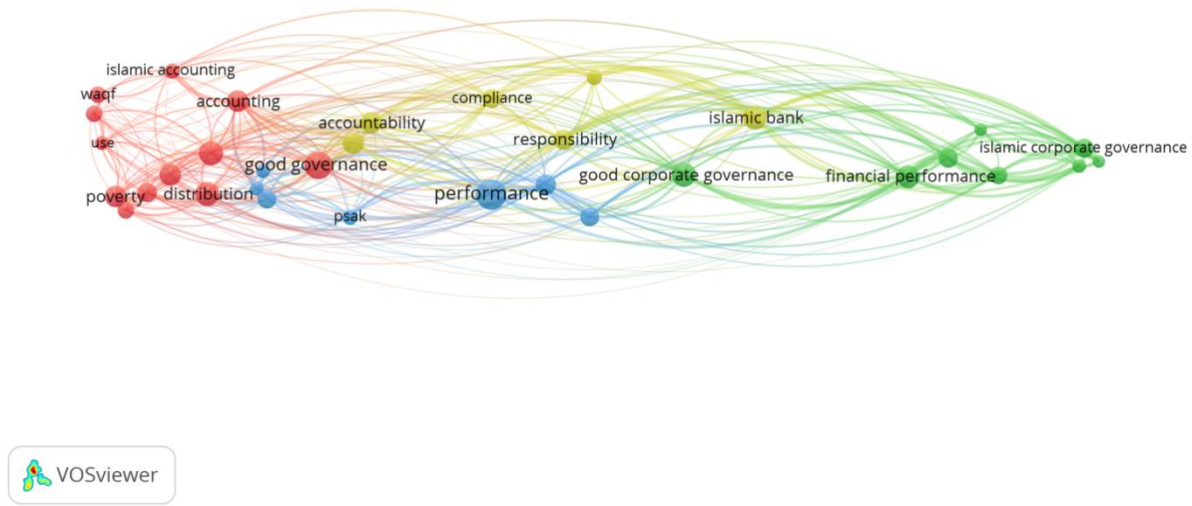 islamic accounting
waqf
accounting
compliance
accountability
islamic bank
use
responsibility
islamic corporate governance
good governance
good corporate governance
financial performance
poverty
distribution
performance
psak
VOSviewer